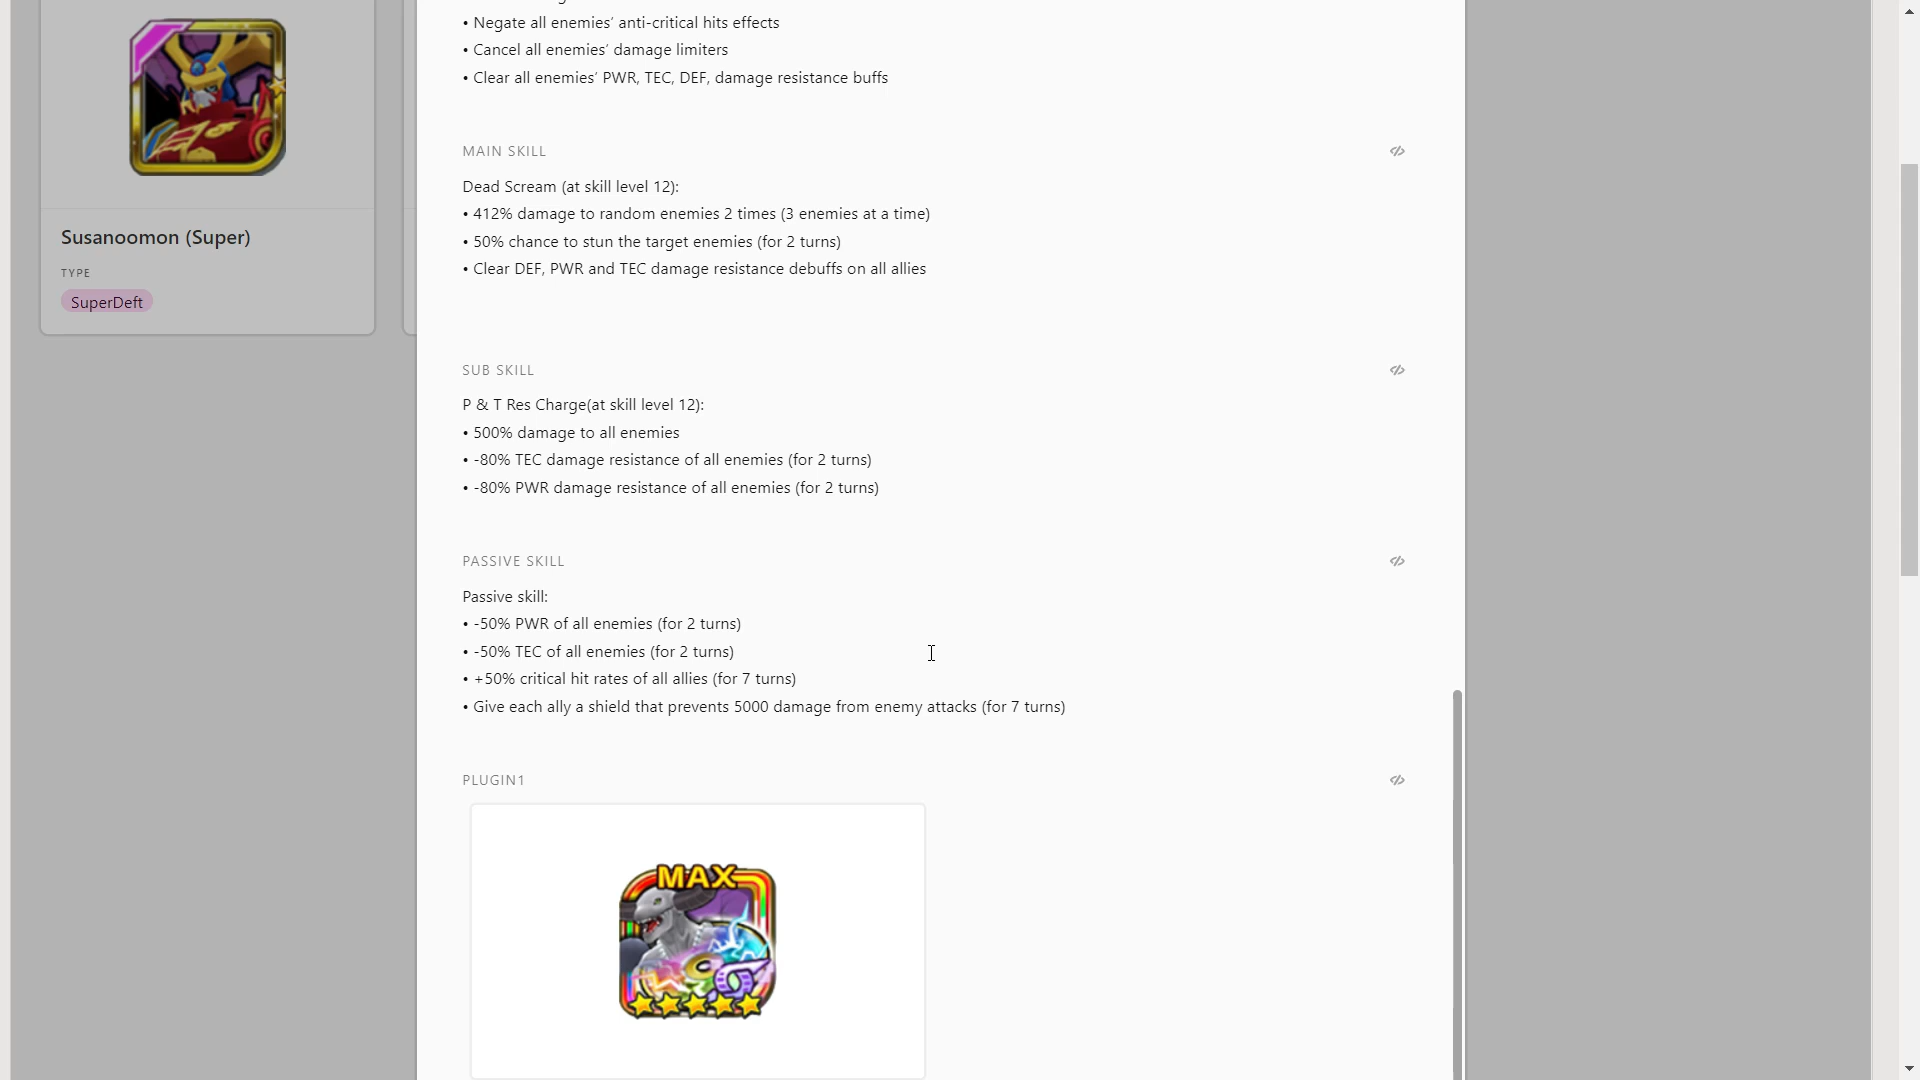 • Negate all enemies’ anti-critical hits effects
• Cancel all enemies’ damage limiters
• Clear all enemies’ PWR, TEC, DEF, damage resistance buffs
MAIN SKILL
Dead Scream (at skill level 12):
• 412% damage to random enemies 2 times (3 enemies at a time)
• 50% chance to stun the target enemies (for 2 turns)
• Clear DEF, PWR and TEC damage resistance debuffs on all allies
Susanoomon (Super)
TYPE
SuperDeft
SUB SKILL
P & T Res Charge(at skill level 12):
• 500% damage to all enemies
• -80% TEC damage resistance of all enemies (for 2 turns)
• -80% PWR damage resistance of all enemies (for 2 turns)
PASSIVE SKILL
Passive skill:
• -50% PWR of all enemies (for 2 turns)
• -50% TEC of all enemies (for 2 turns)
• +50% critical hit rates of all allies (for 7 turns)
• Give each ally a shield that prevents 5000 damage from enemy attacks (for 7 turns)
PLUGIN1
MAX